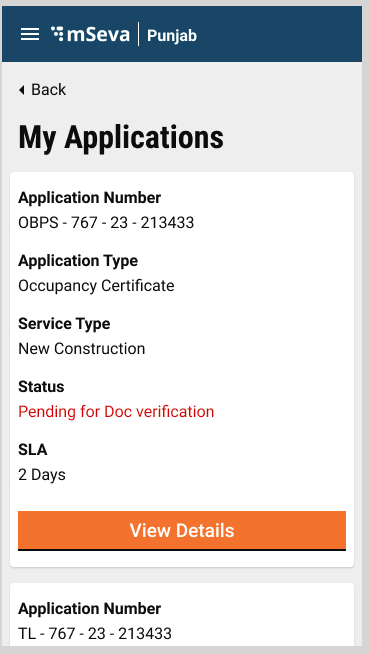 mSeva | Punjab
Back
My Applications
Application Number
OBPS - 767 - 23 - 213433
Application Type
Occupancy Certificate
Service Type
New Construction
Status
Pending for Doc verification
SLA
2 Days
View Details
Application Number
TL - 767 - 23 - 213433